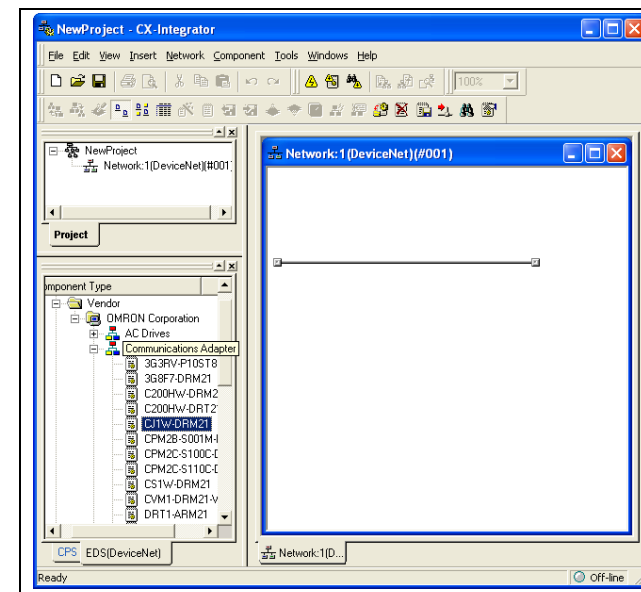 NewProject - CX-Integrator
File Edit View Insert Network Component Tools Windows Help
100%
NewProject
Network:1(DeviceNet)(#001)
Project
omponent Type
Vendor
OMRON Corporation
AC Drives
Communications Adapter
3G3RV-P10ST8
3G8F7-DRM21
C200HW-DRM2
C200HW-DRT2
CJ1W-DRM21
CPM2B-S001M-
CPM2C-S100C-
CPM2C-S110C-
CS1W-DRM21
CVM1-DRM21-V
DRT1-ARM21
CPS EDS(DeviceNet)
Network:1(DeviceNet)(#001)
Network:1(D...
Ready
Off-line